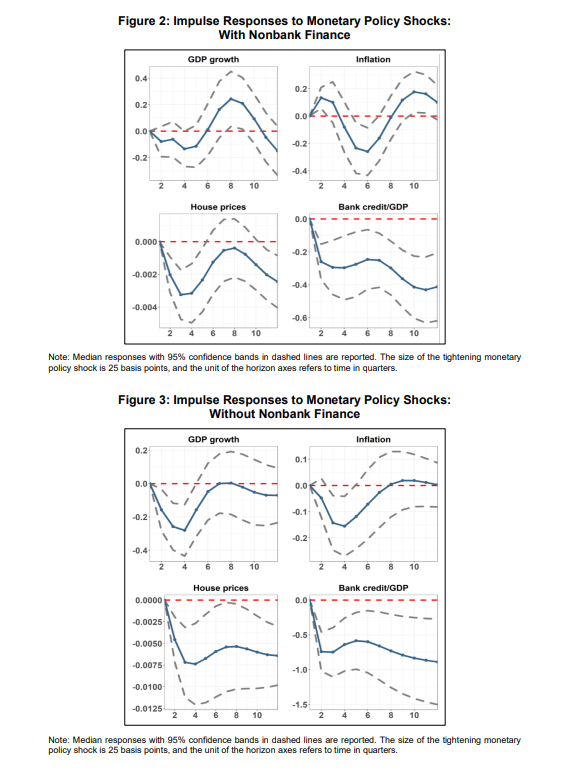 Figure 2: Impulse Responses to Monetary Policy Shocks:
With Nonbank Finance
GDP growth
0.4
0.2
0.0
-0.2
2 4 6 8 10
Inflation
0.2
0.0
-0.2
-0.4
2 4 6 8 10
House prices
0.000
-0.002
-0.004
2 4 6 8 10
Bank credit/GDP
0.0
-0.2
-0.4
-0.6
2 4 6 8 10
Note: Median responses with 95% confidence bands in dashed lines are reported. The size of the tightening monetary
policy shock is 25 basis points, and the unit of the horizon axes refers to time in quarters.
Figure 3: Impulse Responses to Monetary Policy Shocks:
Without Nonbank Finance
GDP growth
0.2
0.0
-0.2
-0.4
2 4 6 8 10
Inflation
0.1
0.0
-0.1
-0.2
2 4 6 8 10
House prices
0.0000
-0.0025
-0.0050
-0.0075
-0.0100
-0.0125
2 4 6 8 10
Bank credit/GDP
0.0
-0.5
-1.0
-1.5
2 4 6 8 10
Note: Median responses with 95% confidence bands in dashed lines are reported. The size of the tightening monetary
policy shock is 25 basis points, and the unit of the horizon axes refers to time in quarters.